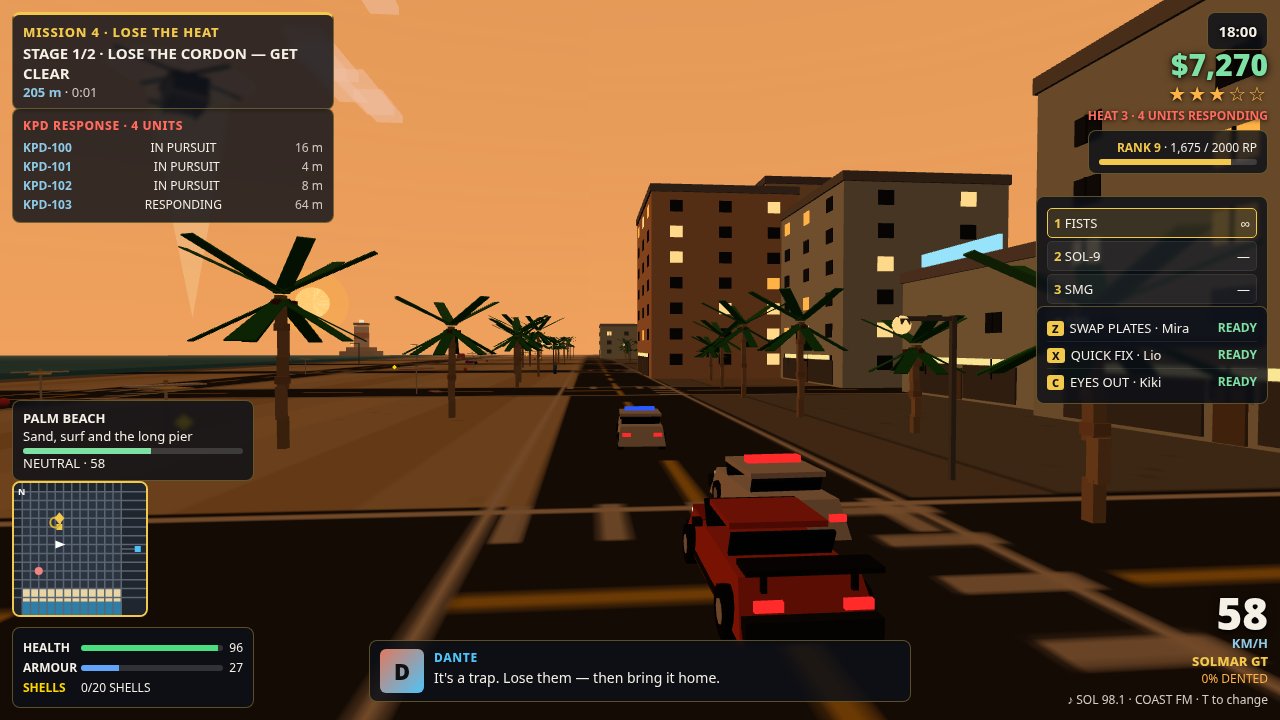 MISSION 4 · LOSE THE HEAT
STAGE 1/2 · LOSE THE CORDON — GET
CLEAR
205 m · 0:01
KPD RESPONSE · 4 UNITS
KPD-100 IN PURSUIT 16 m
KPD-101 IN PURSUIT 4 m
KPD-102 IN PURSUIT 8 m
KPD-103 RESPONDING 64 m
18:00
$7,270
★★★☆☆
HEAT 3 · 4 UNITS RESPONDING
RANK 9 · 1,675 / 2000 RP
1 FISTS ∞
2 SOL-9 —
3 SMG —
Z SWAP PLATES · Mira READY
X QUICK FIX · Lio READY
C EYES OUT · Kiki READY
PALM BEACH
Sand, surf and the long pier
NEUTRAL · 58
N
HEALTH 96
ARMOUR 27
SHELLS 0/20 SHELLS
D
DANTE
It's a trap. Lose them — then bring it home.
58
KM/H
SOLMAR GT
0% DENTED
♪ SOL 98.1 · COAST FM · T to change